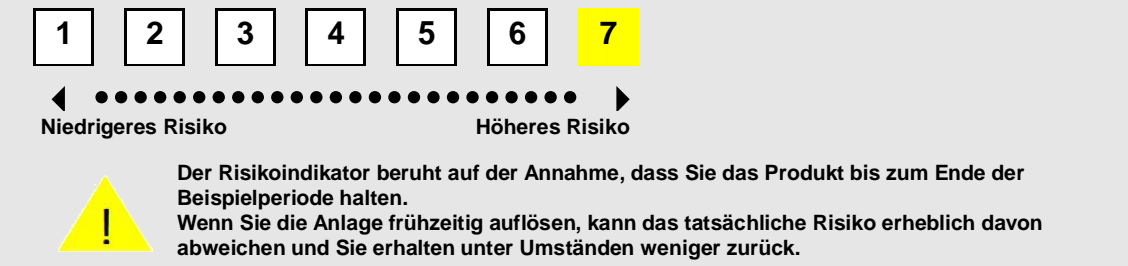 1 2 3 4 5 6 7
Niedrigeres Risiko Höheres Risiko
!
Der Risikoindikator beruht auf der Annahme, dass Sie das Produkt bis zum Ende der
Beispielperiode halten.
Wenn Sie die Anlage frühzeitig auflösen, kann das tatsächliche Risiko erheblich davon
abweichen und Sie erhalten unter Umständen weniger zurück.